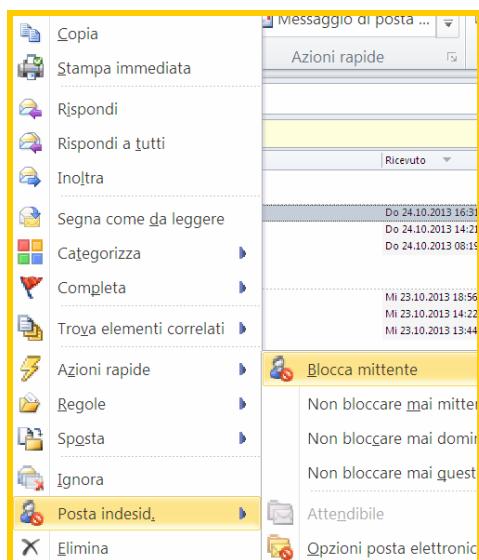 Copia
Messaggio di posta ...
Stampa immediata
Azioni rapide
Rispondi
Rispondi a tutti
Inoltra
Ricevuto
Segna come da leggere
Do 24.10.2013 16:31
Do 24.10.2013 14:21
Do 24.10.2013 08:19
Categorizza
Completa
Mi 23.10.2013 18:56
Mi 23.10.2013 14:22
Mi 23.10.2013 13:44
Trova elementi correlati
Azioni rapide
Blocca mittente
Regole
Non bloccare mai mitter
Sposta
Non bloccare mai domir
Ignora
Non bloccare mai quest
Posta indesid.
Attendibile
Elimina
Opzioni posta elettronic